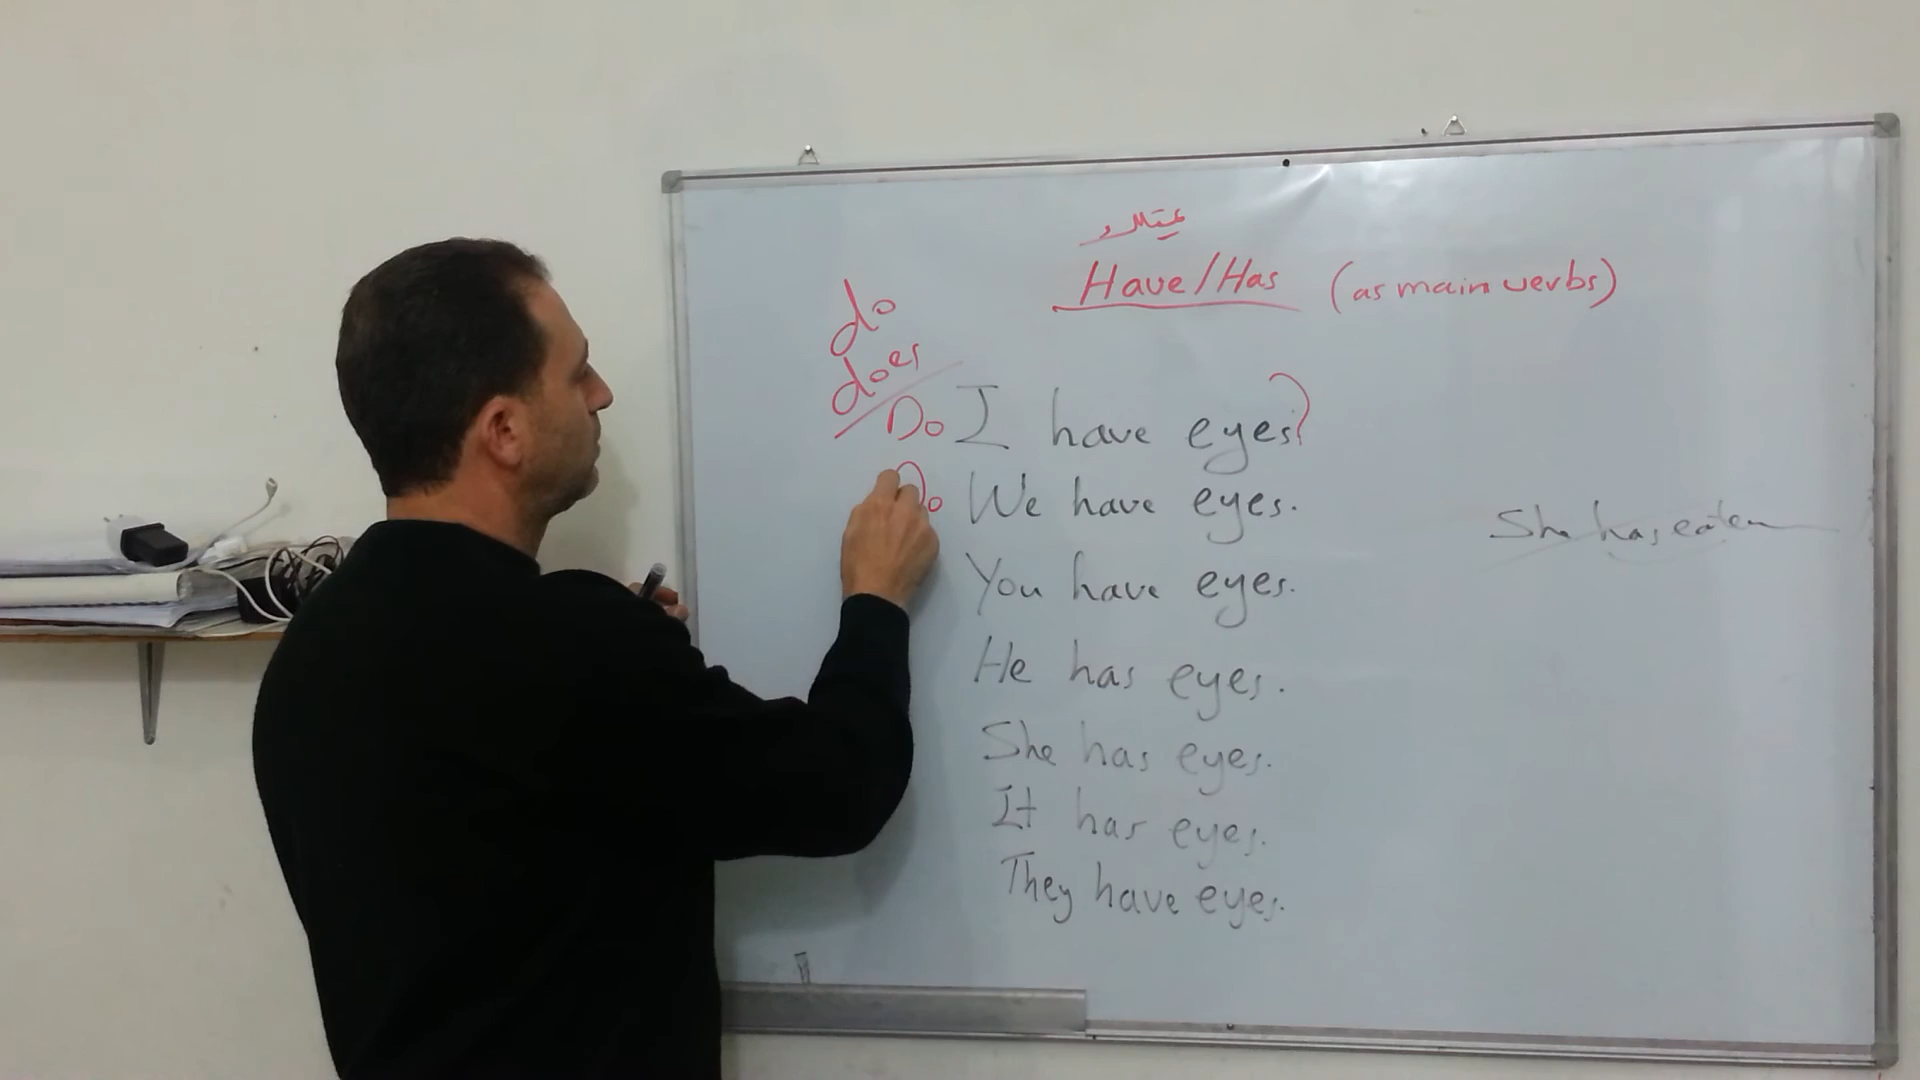 يمتلك
Have/Has (as main verbs)
do
does
Do I have eyes?
Do We have eyes.
She has eaten
You have eyes.
He has eyes.
She has eyes.
It has eyes.
They have eyes.